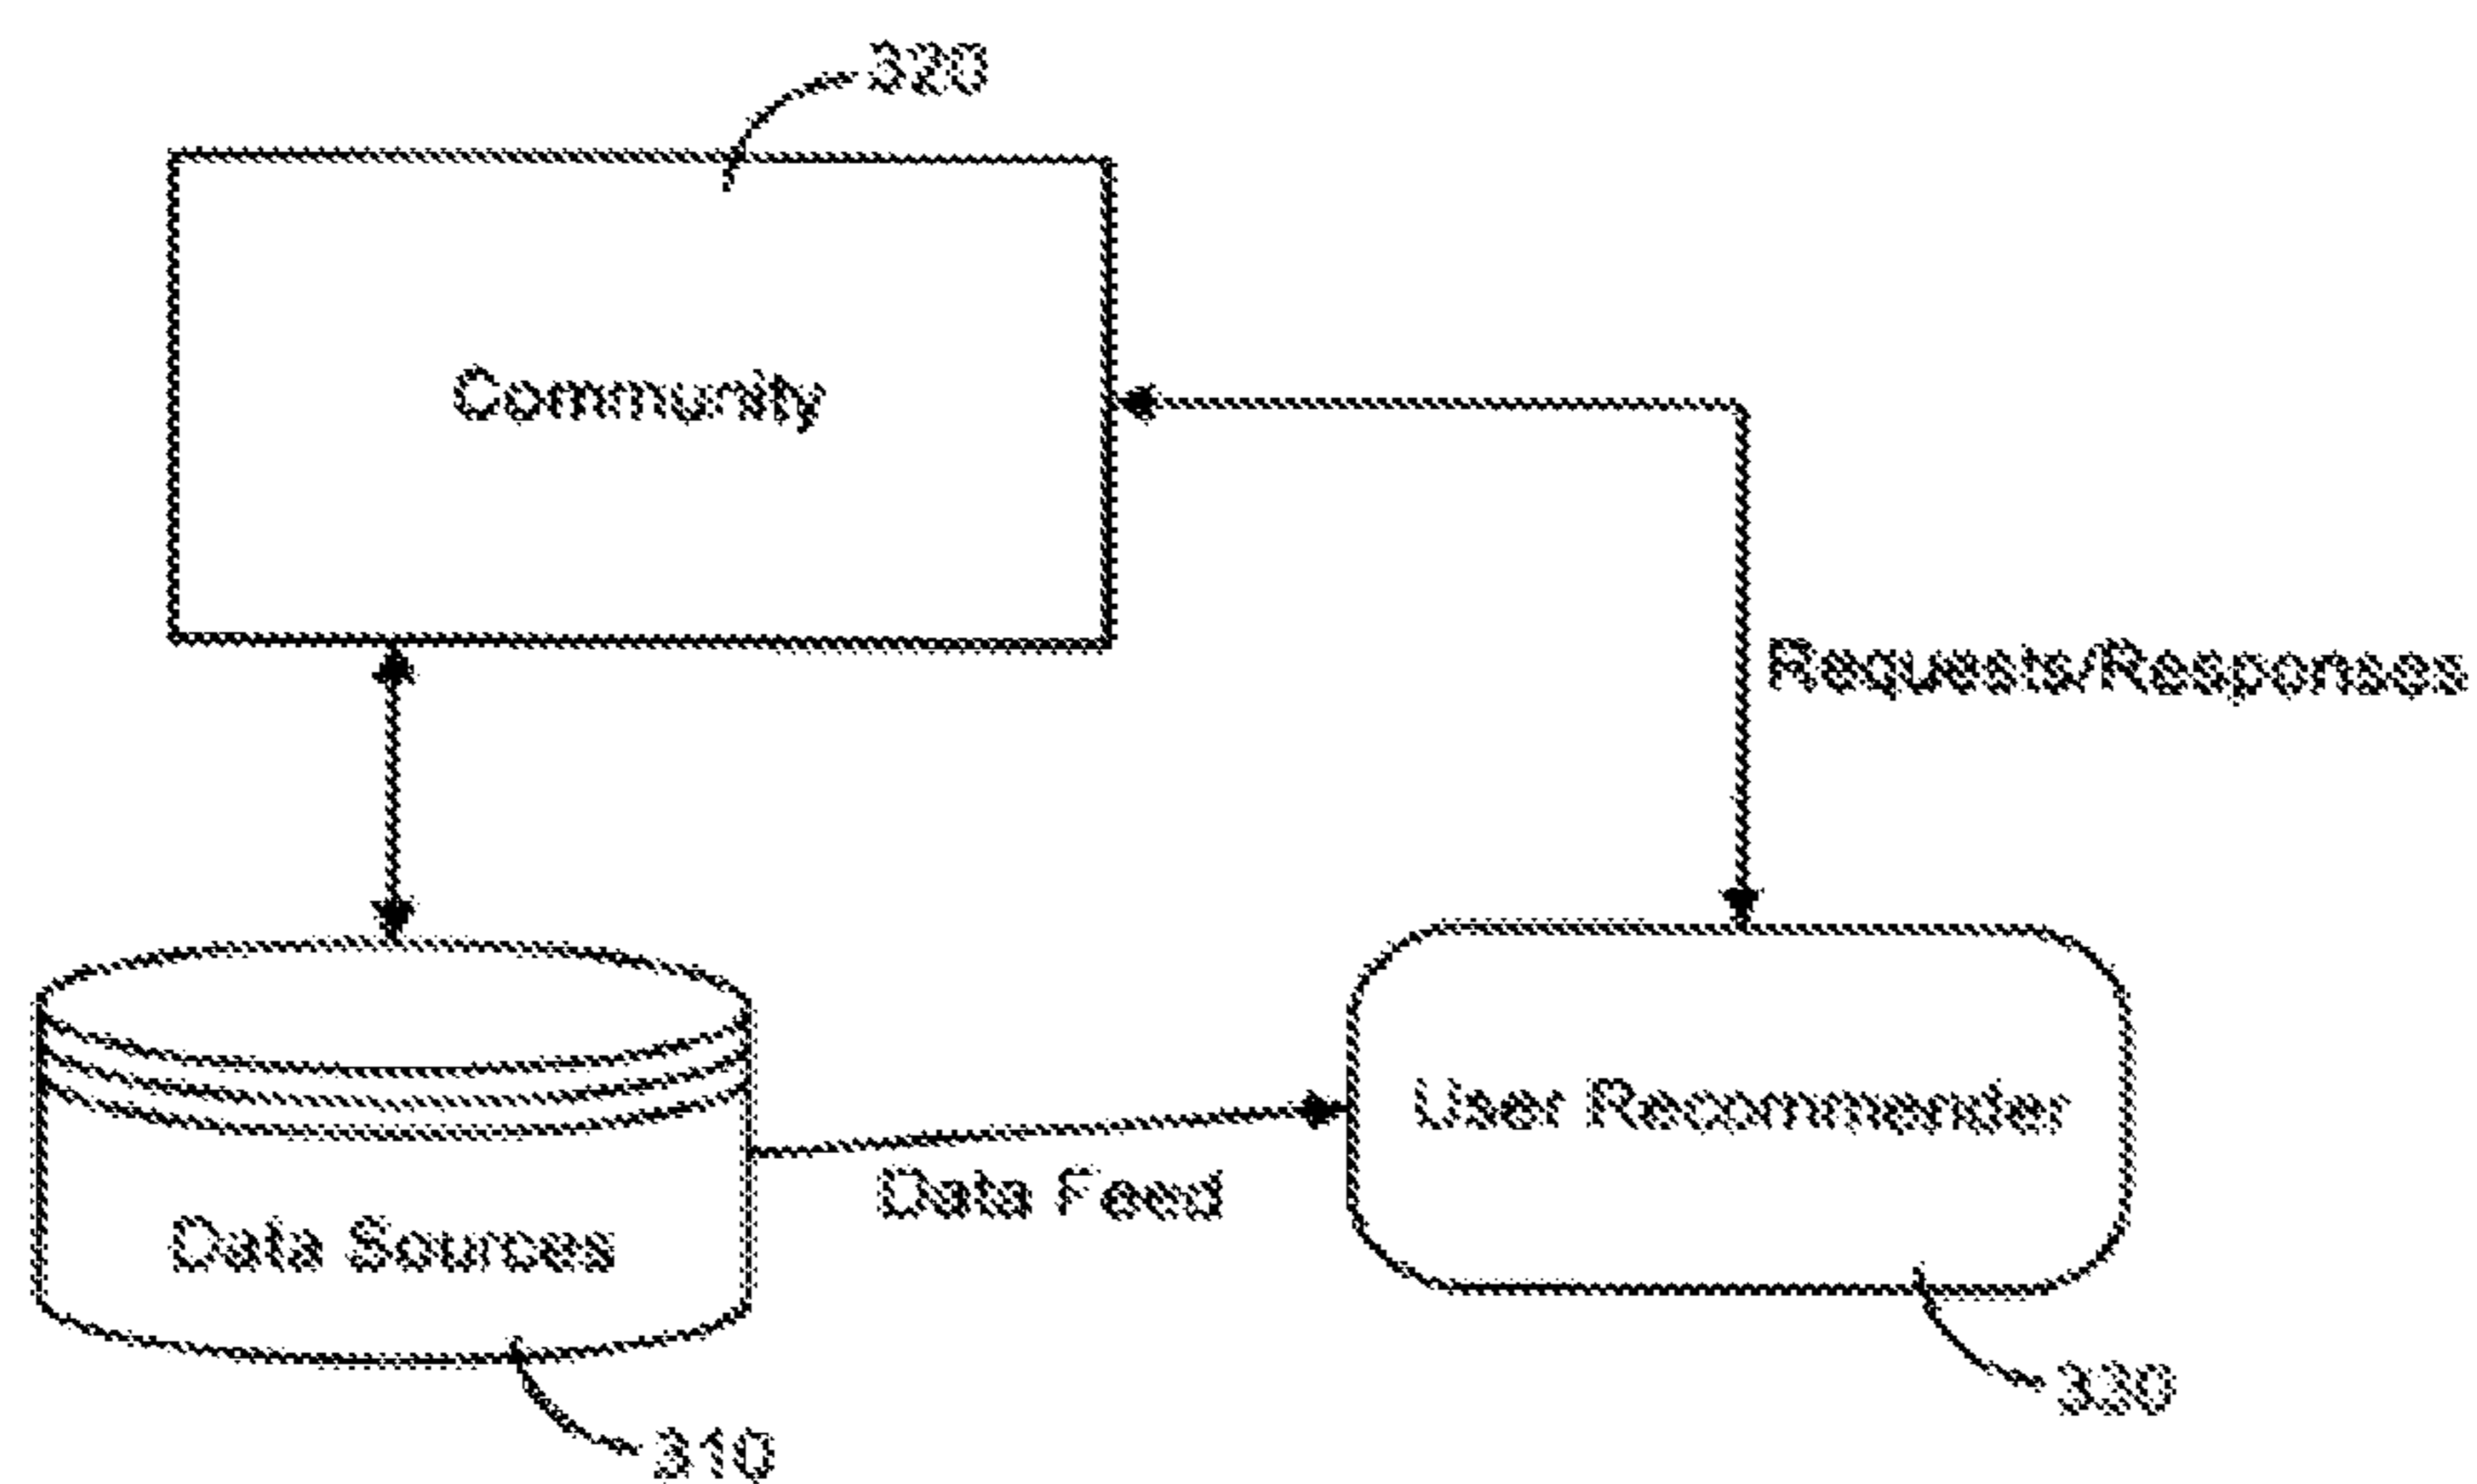 320
Community
Requests/Responses
User Recommender
Data Feed
Data Sources
330
310